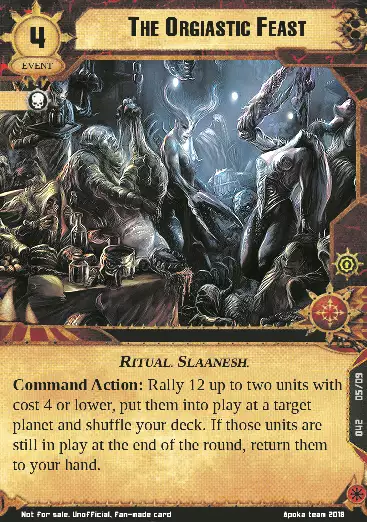 4
THE ORGIASTIC FEAST
EVENT
RITUAL. SLAANESH.
Command Action: Rally 12 up to two units with
cost 4 or lower, put them into play at a target
planet and shuffle your deck. If those units are
still in play at the end of the round, return them
to your hand.
042 05/09
Not for sale. Unofficial, Fan-made card
Apoka team 2018